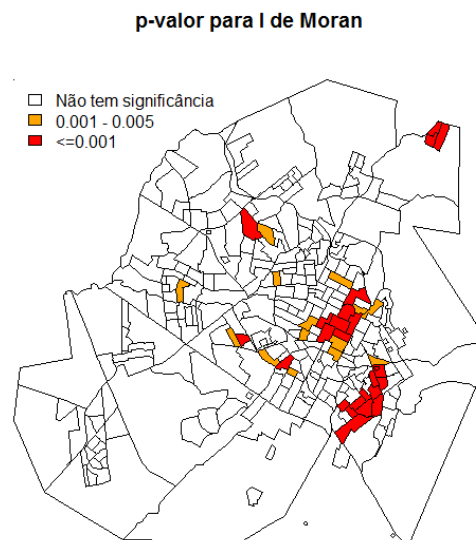 p-valor para I de Moran
Não tem significância
0.001 - 0.005
<=0.001